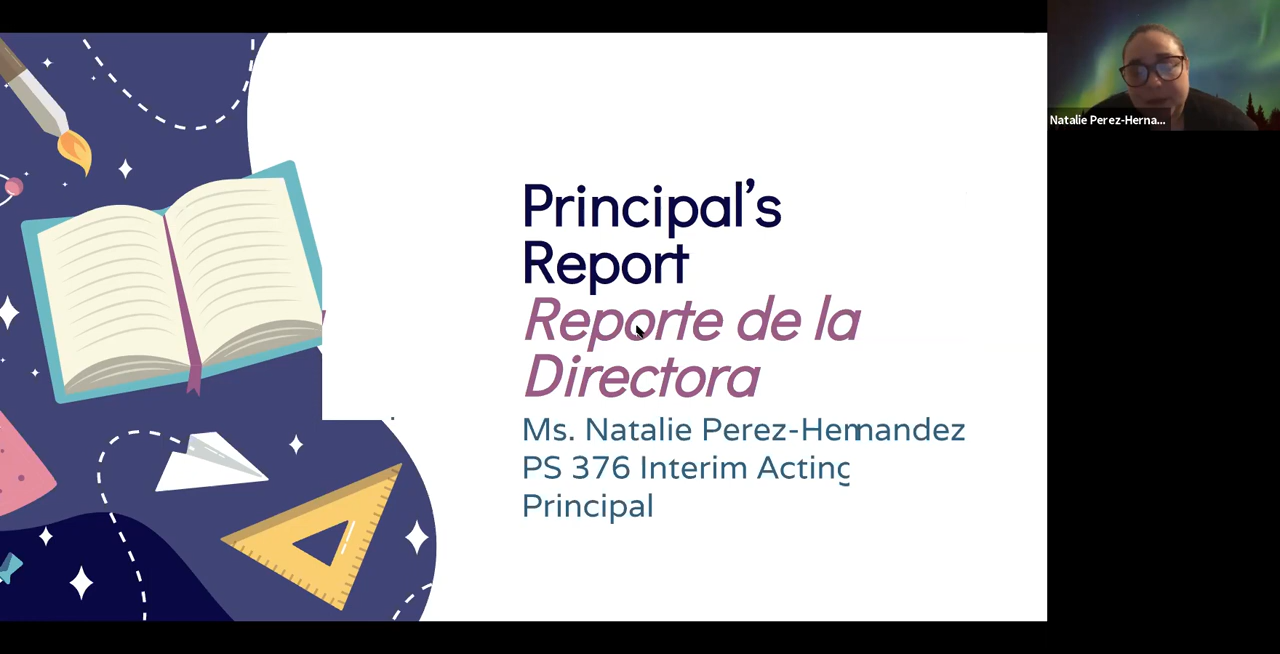 Principal’s
Report
Reporte de la
Directora
Ms. Natalie Perez-Hernandez
PS 376 Interim Acting
Principal
Natalie Perez-Herna...